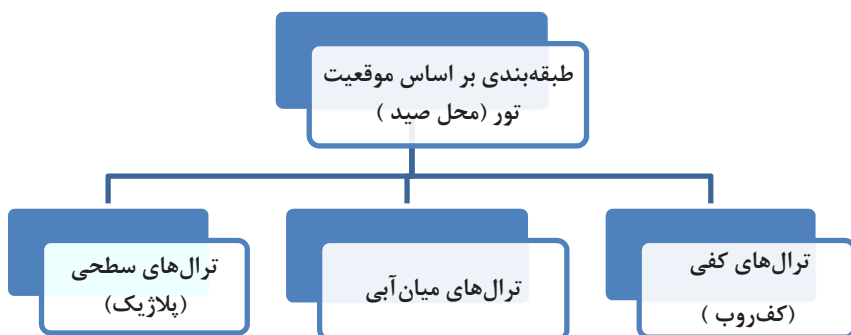 طبقه‌بندی بر اساس موقعیت
تور (محل صید )
ترال‌های کفی
(کف‌روب )
ترال‌های میان‌آبی
ترال‌های سطحی
(پلاژیک)